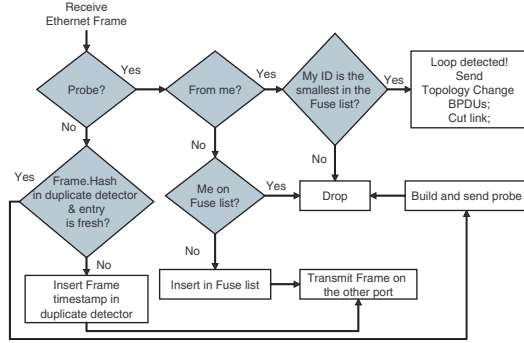 Receive
Ethernet Frame
Probe?
Yes
From me?
Yes
My ID is the
smallest in the
Fuse list?
Yes
Loop detected!
Send
Topology Change
BPDUs;
Cut link;
No
No
No
Yes
Frame.Hash
in duplicate detector
& entry
is fresh?
Me on
Fuse list?
Yes
Drop
Build and send probe
No
No
Insert Frame
timestamp in
duplicate detector
Insert in Fuse list
Transmit Frame on
the other port